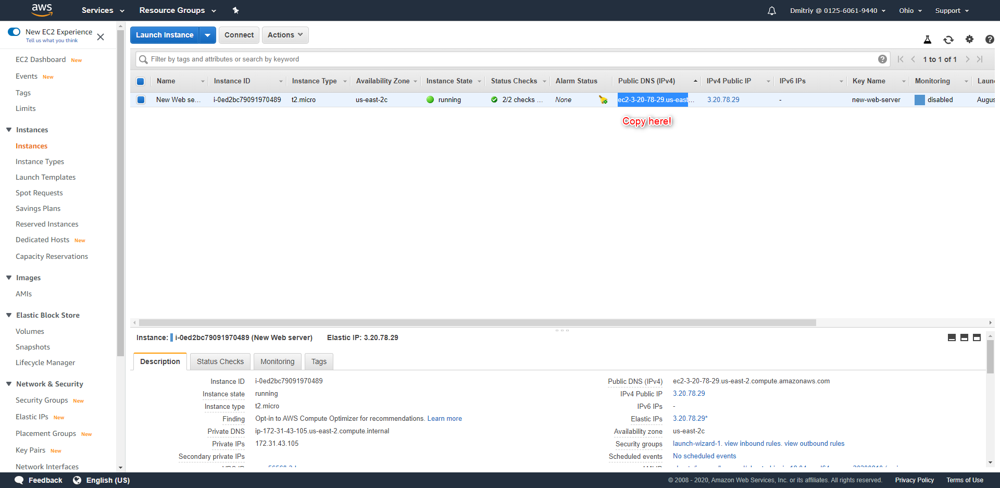 aws Services Resource Groups Dmitriy @ 0125-6061-9440 Ohio Support
New EC2 Experience
Tell us what you think
EC2 Dashboard New
Events New
Tags
Limits
Instances
Instances
Instance Types
Launch Templates
Spot Requests
Savings Plans
Reserved Instances
Dedicated Hosts New
Capacity Reservations
Images
AMIs
Elastic Block Store
Volumes
Snapshots
Lifecycle Manager
Network & Security
Security Groups New
Elastic IPs New
Placement Groups New
Key Pairs New
Network Interfaces
Launch Instance Connect Actions
Filter by tags and attributes or search by keyword 1 to 1 of 1
Name Instance ID Instance Type Availability Zone Instance State Status Checks Alarm Status Public DNS (IPv4) IPv4 Public IP IPv6 IPs Key Name Monitoring Laun
New Web se... i-0ed2bc79091970489 t2.micro us-east-2c running 2/2 checks ... None ec2-3-20-78-29.us-east... 3.20.78.29 - new-web-server disabled Augus
Copy here!
Instance: i-0ed2bc79091970489 (New Web server) Elastic IP: 3.20.78.29
Description Status Checks Monitoring Tags
Instance ID i-0ed2bc79091970489
Instance state running
Instance type t2.micro
Finding Opt-in to AWS Compute Optimizer for recommendations. Learn more
Private DNS ip-172-31-43-105.us-east-2.compute.internal
Private IPs 172.31.43.105
Secondary private IPs
Public DNS (IPv4) ec2-3-20-78-29.us-east-2.compute.amazonaws.com
IPv4 Public IP 3.20.78.29
IPv6 IPs -
Elastic IPs 3.20.78.29*
Availability zone us-east-2c
Security groups launch-wizard-1. view inbound rules. view outbound rules
Scheduled events No scheduled events
Feedback English (US) © 2008 - 2020, Amazon Web Services, Inc. or its affiliates. All rights reserved. Privacy Policy Terms of Use